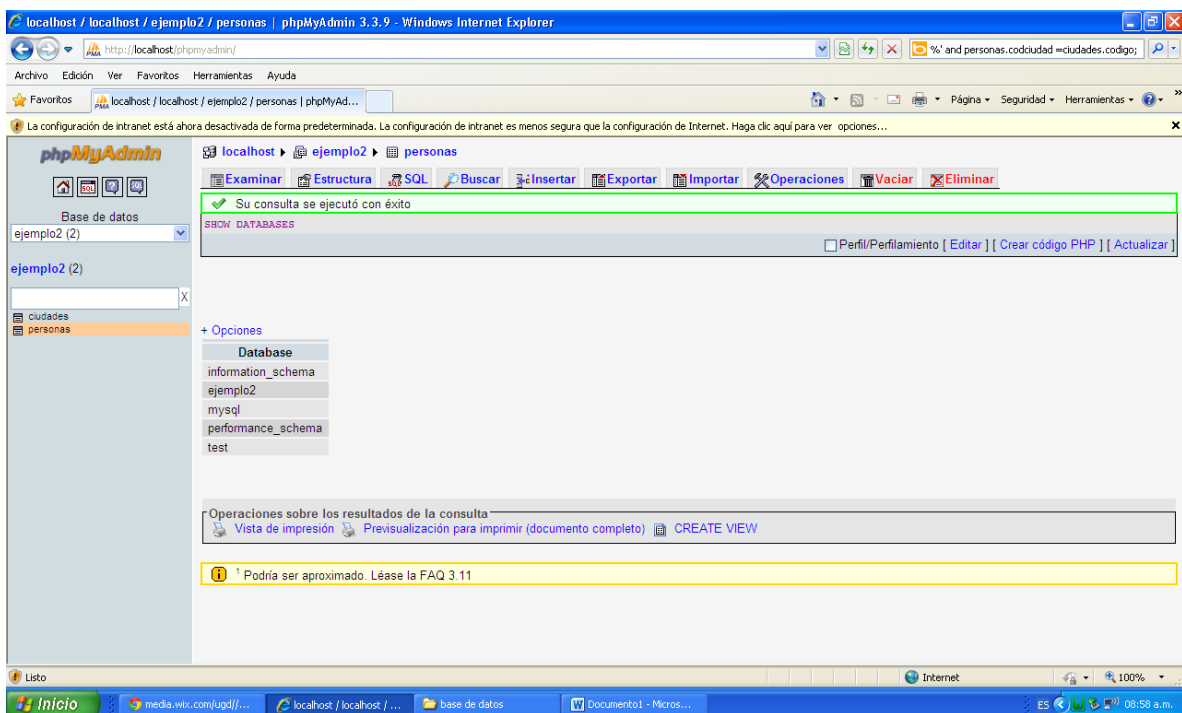 localhost / localhost / ejemplo2 / personas | phpMyAdmin 3.3.9 - Windows Internet Explorer
http://localhost/phpmyadmin/
%' and personas.codciudad =ciudades.codigo;
Archivo Edición Ver Favoritos Herramientas Ayuda
Favoritos localhost / localhost / ejemplo2 / personas | phpMyAd... Página Seguridad Herramientas »
La configuración de intranet está ahora desactivada de forma predeterminada. La configuración de intranet es menos segura que la configuración de Internet. Haga clic aquí para ver opciones... x
phpMyAdmin
localhost ▸ ejemplo2 ▸ personas
Examinar Estructura SQL Buscar Insertar Exportar Importar Operaciones Vaciar Eliminar
Su consulta se ejecutó con éxito
SHOW DATABASES
Perfil/Perfilamiento [ Editar ] [ Crear código PHP ] [ Actualizar ]
Base de datos
ejemplo2 (2)
ejemplo2 (2)
X
ciudades
personas
+ Opciones
Database
information_schema
ejemplo2
mysql
performance_schema
test
Operaciones sobre los resultados de la consulta
Vista de impresión Previsualización para imprimir (documento completo) CREATE VIEW
1 Podría ser aproximado. Léase la FAQ 3.11
Listo Internet 100%
Inicio media.wix.com/ugd//... localhost / localhost / ... base de datos Documento1 - Micros... ES 08:58 a.m.